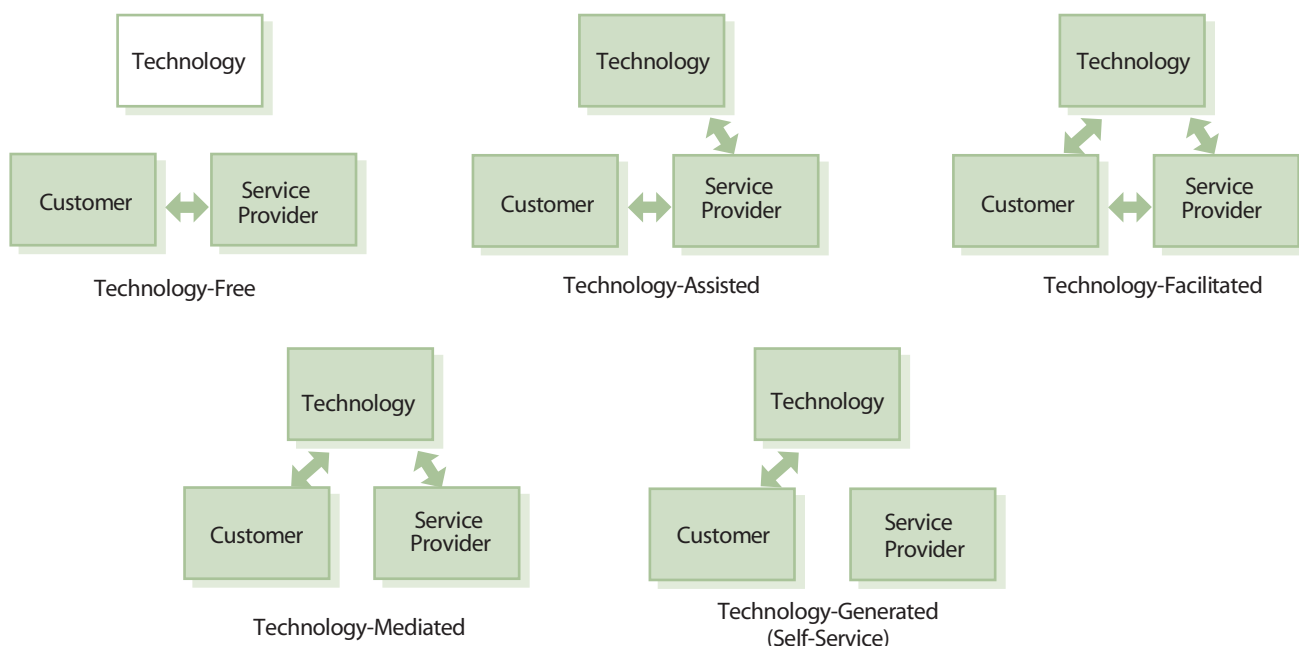 Technology
Customer
Service
Provider
Technology-Free
Technology
Customer
Service
Provider
Technology-Assisted
Technology
Customer
Service
Provider
Technology-Facilitated
Technology
Customer
Service
Provider
Technology-Mediated
Technology
Customer
Service
Provider
Technology-Generated
(Self-Service)